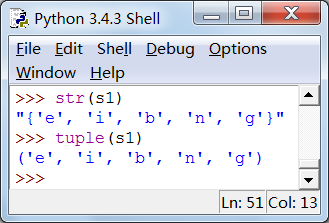 Python 3.4.3 Shell
File Edit Shell Debug Options
Window Help
>>> str(s1)
"{'e', 'i', 'b', 'n', 'g'}"
>>> tuple(s1)
('e', 'i', 'b', 'n', 'g')
>>>
Ln: 51 Col: 13